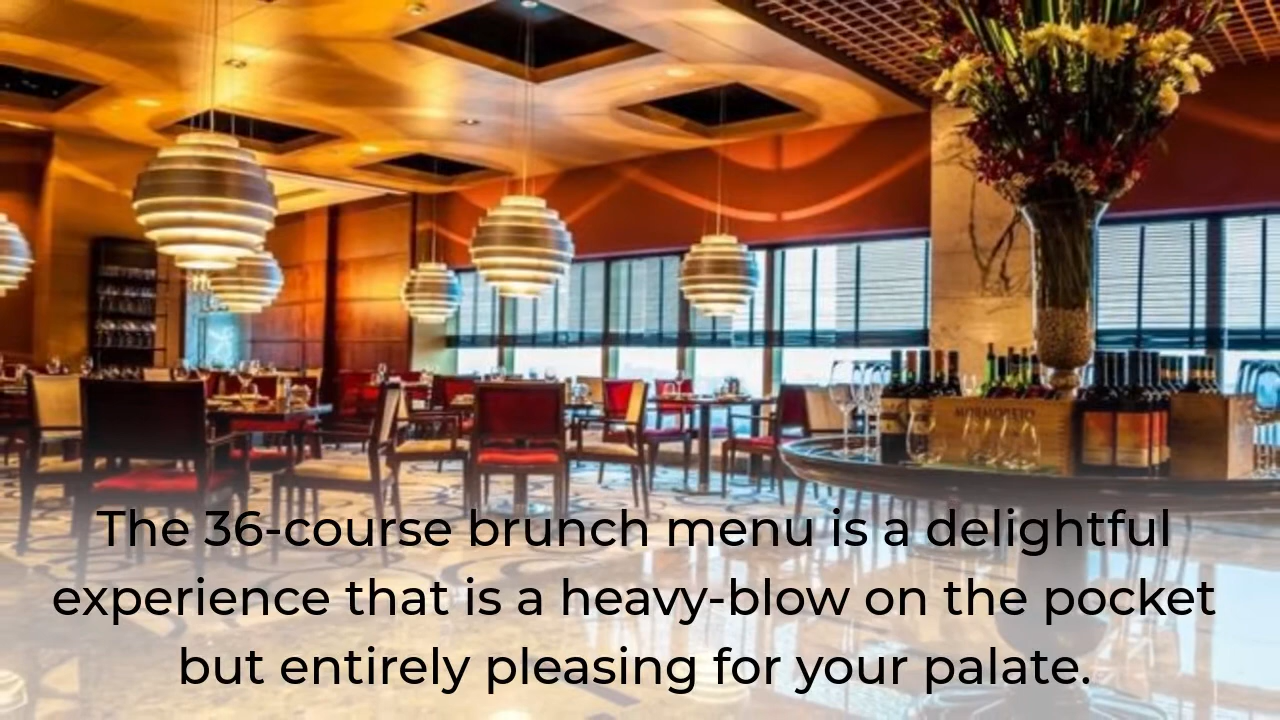 The 36-course brunch menu is a delightful
experience that is a heavy-blow on the pocket
but entirely pleasing for your palate.